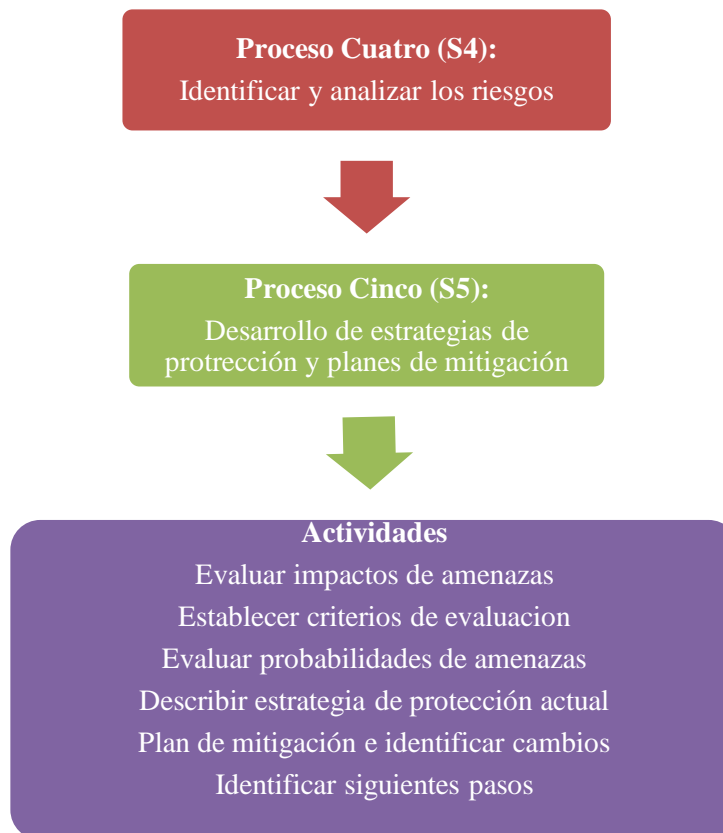 Proceso Cuatro (S4):
Identificar y analizar los riesgos
Proceso Cinco (S5):
Desarrollo de estrategias de
protrección y planes de mitigación
Actividades
Evaluar impactos de amenazas
Establecer criterios de evaluacion
Evaluar probabilidades de amenazas
Describir estrategia de protección actual
Plan de mitigación e identificar cambios
Identificar siguientes pasos